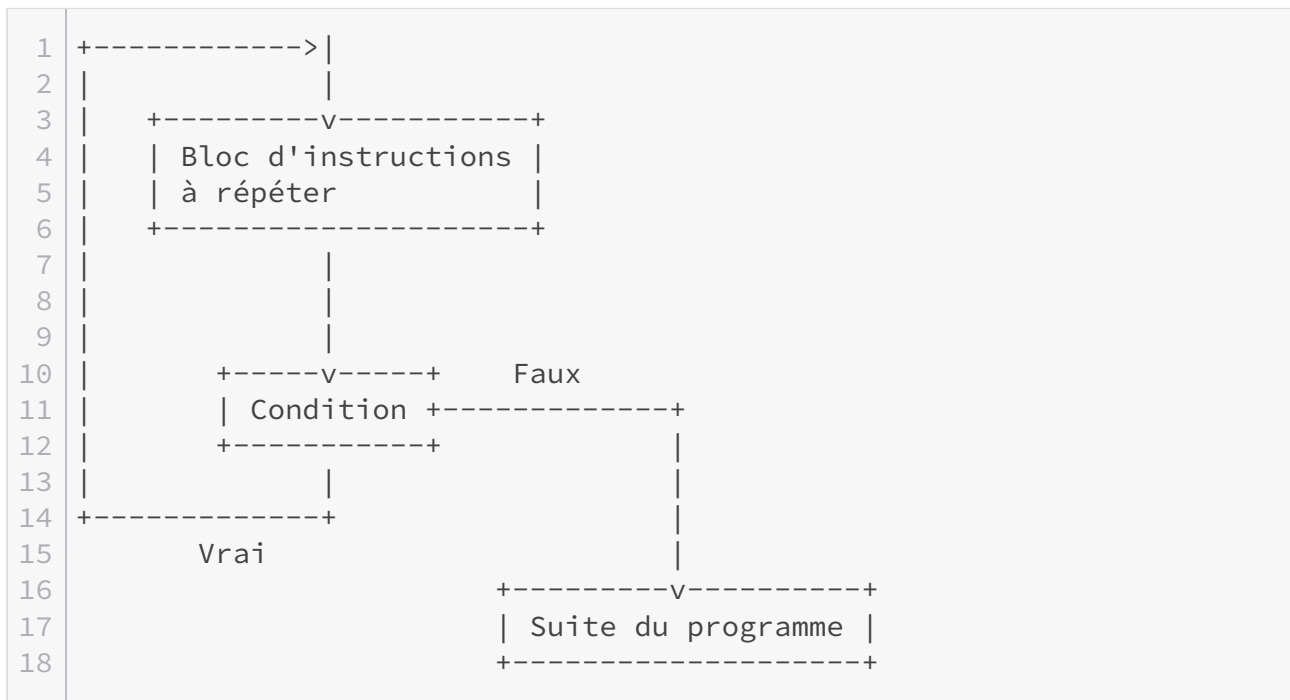 1 +------------>|
2 |             |
3 |   +---------v-----------+
4 |   | Bloc d'instructions |
5 |   | à répéter           |
6 |   +---------------------+
7 |             |
8 |             |
9 |             |
10 |       +-----v-----+    Faux
11 |       | Condition +-------------+
12 |       +-----------+             |
13 |             |                   |
14 +-------------+                   |
15        Vrai                       |
16                         +---------v----------+
17                         | Suite du programme |
18                         +--------------------+